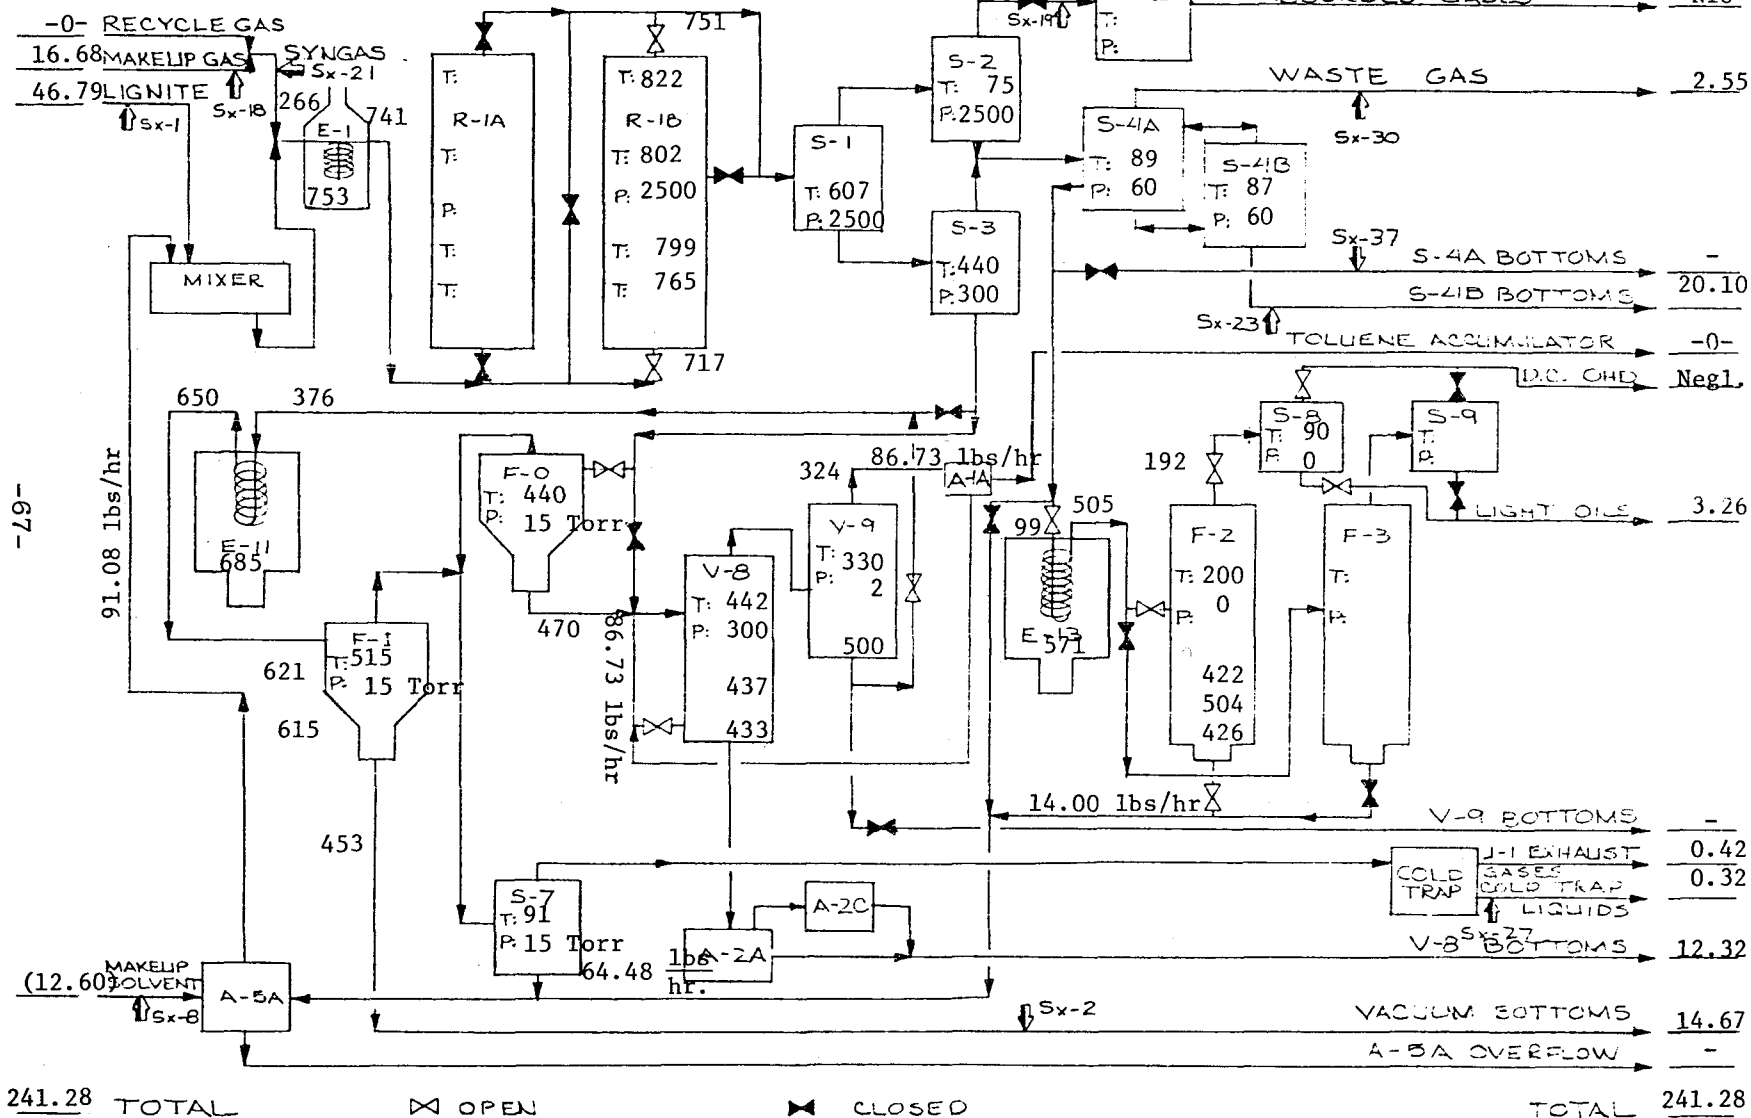 -0- RECYCLE GAS
16.68 MAKEUP GAS
SYNGAS
Sx-21
46.79 LIGNITE
Sx-18
Sx-1
266
741
E-1
753
MIXER
T:
R-1A
T:
P:
T:
T:
751
T: 822
R-1B
T: 802
P: 2500
T: 799
T: 765
717
S-1
T: 607
P: 2500
S-2
T: 75
P: 2500
S-3
T: 440
P: 300
Sx-19
T:
P:
WASTE GAS 2.55
Sx-30
S-4A
T: 89
P: 60
S-4B
T: 87
P: 60
Sx-37
S-4A BOTTOMS -
20.10
S-4B BOTTOMS
Sx-23
TOLUENE ACCUMULATOR -0-
D.C. OHD Negl.
650
376
E-11
685
91.08 lbs/hr
-67-
F-0
T: 440
P: 15 Torr
470
86.73 lbs/hr
F-1
T: 515
P: 15 Torr
621
615
453
V-8
T: 442
P: 300
437
433
324
86.73 lbs/hr
A-1A
V-9
T: 330
P: 2
500
99
505
E-13
571
192
S-8
T: 90
P: 0
S-9
T:
P:
LIGHT OILS 3.26
F-2
T: 200
P: 0
422
504
426
F-3
T:
P:
14.00 lbs/hr
V-9 BOTTOMS -
COLD TRAP
J-1 EXHAUST GASES 0.42
COLD TRAP LIQUIDS 0.32
Sx-27
S-7
T: 91
P: 15 Torr
64.48 lbs hr.
A-2C
A-2A
V-8 BOTTOMS 12.32
(12.60) MAKEUP SOLVENT
Sx-8
A-5A
Sx-2
VACUUM BOTTOMS 14.67
A-5A OVERFLOW -
241.28 TOTAL
OPEN
CLOSED
TOTAL 241.28